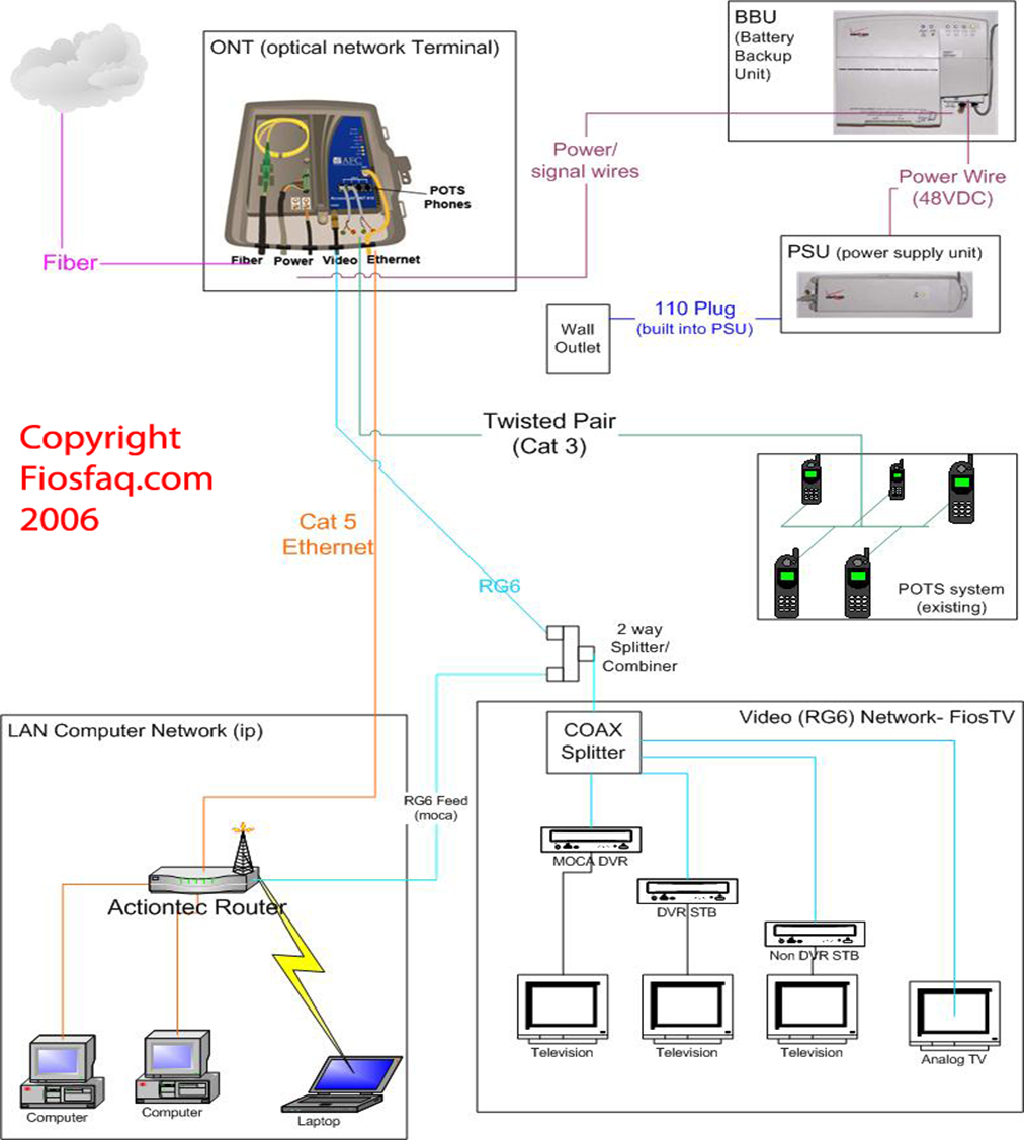 ONT (optical network Terminal)
AFC
POTS
Phones
Fiber
Power
Video
Ethernet
BBU
(Battery
Backup
Unit)
Power/
signal wires
Power Wire
(48VDC)
Fiber
PSU (power supply unit)
110 Plug
(built into PSU)
Wall
Outlet
Copyright
Fiosfaq.com
2006
Twisted Pair
(Cat 3)
Cat 5
Ethernet
RG6
POTS system
(existing)
2 way
Splitter/
Combiner
LAN Computer Network (ip)
Video (RG6) Network- FiosTV
COAX
Splitter
RG6 Feed
(moca)
MOCA DVR
DVR STB
Non DVR STB
Actiontec Router
Television
Television
Television
Analog TV
Computer
Computer
Laptop